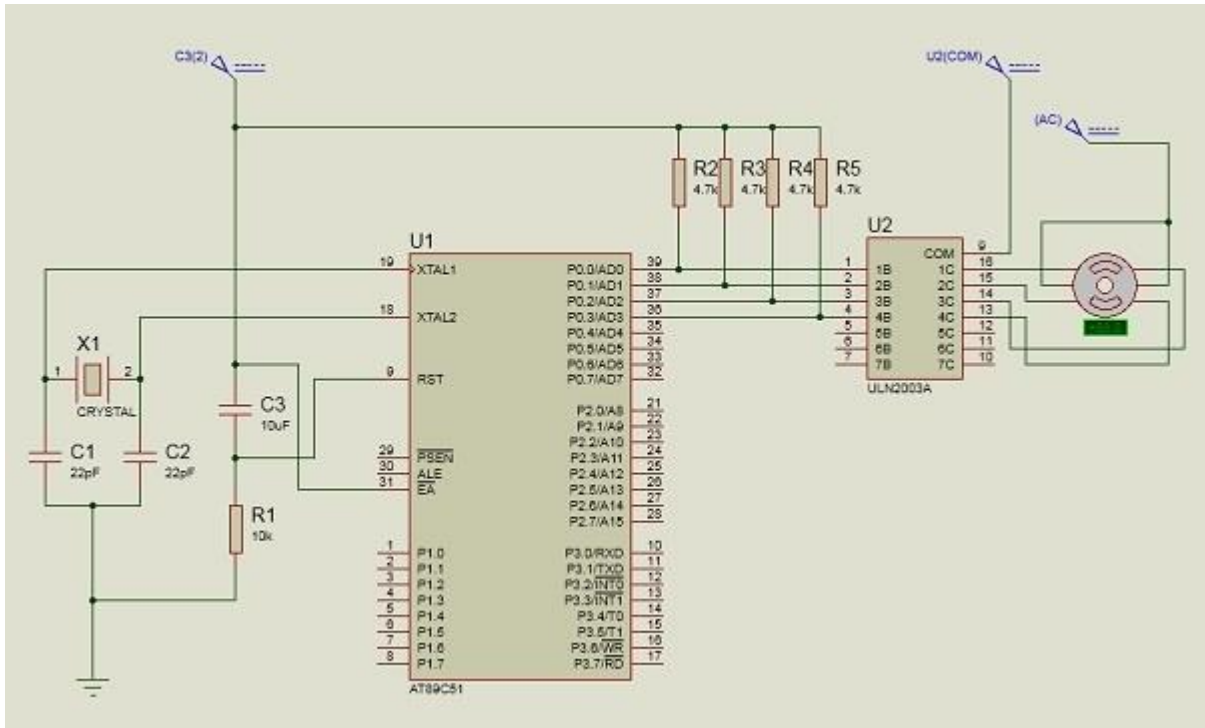 C3(2)
U2(COM)
(AC)
R2
4.7k
R3
4.7k
R4
4.7k
R5
4.7k
U1
U2
19 XTAL1
18 XTAL2
9 RST
29 PSEN
30 ALE
31 EA
1 P1.0
2 P1.1
3 P1.2
4 P1.3
5 P1.4
6 P1.5
7 P1.6
8 P1.7
P0.0/AD0 39
P0.1/AD1 38
P0.2/AD2 37
P0.3/AD3 36
P0.4/AD4 35
P0.5/AD5 34
P0.6/AD6 33
P0.7/AD7 32
P2.0/A8 21
P2.1/A9 22
P2.2/A10 23
P2.3/A11 24
P2.4/A12 25
P2.5/A13 26
P2.6/A14 27
P2.7/A15 28
P3.0/RXD 10
P3.1/TXD 11
P3.2/INT0 12
P3.3/INT1 13
P3.4/T0 14
P3.5/T1 15
P3.6/WR 16
P3.7/RD 17
AT89C51
COM 9
1 1B 1C 16
2 2B 2C 15
3 3B 3C 14
4 4B 4C 13
5 5B 5C 12
6 6B 6C 11
7 7B 7C 10
ULN2003A
X1
1 2
CRYSTAL
C1
22pF
C2
22pF
C3
10uF
R1
10k